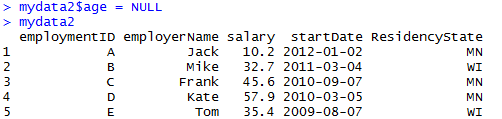 > mydata2$age = NULL
> mydata2
employmentID employerName salary startDate ResidencyState
1 A Jack 10.2 2012-01-02 MN
2 B Mike 32.7 2011-03-04 WI
3 C Frank 45.6 2010-09-07 MN
4 D Kate 57.9 2010-03-05 MN
5 E Tom 35.4 2009-08-07 WI